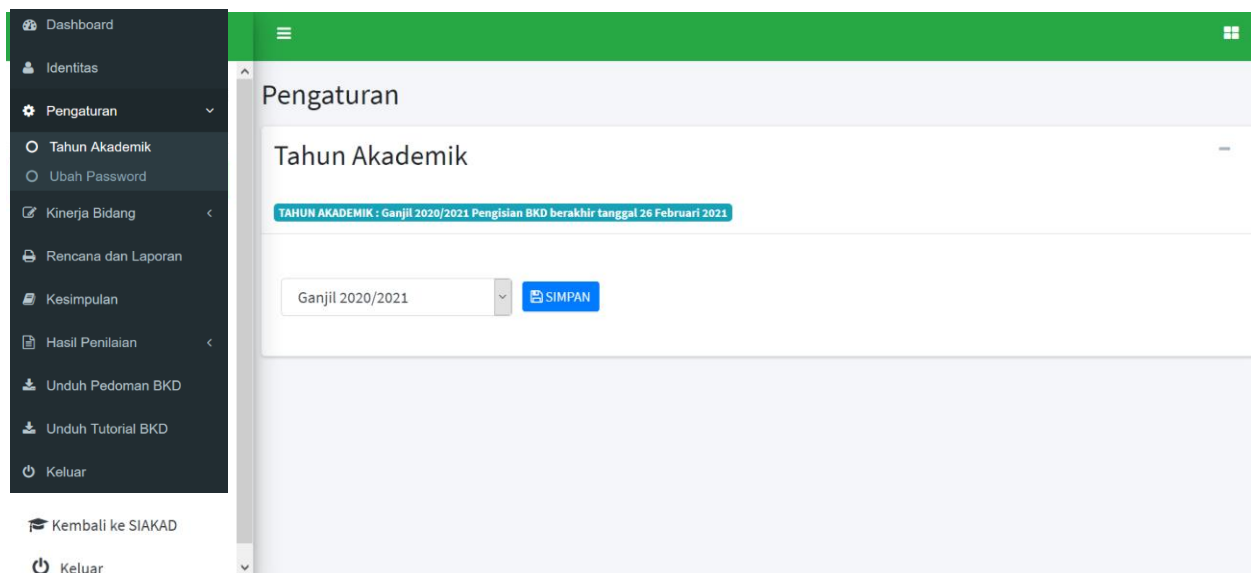 Dashboard
Identitas
Pengaturan
Tahun Akademik
Ubah Password
Kinerja Bidang
Rencana dan Laporan
Kesimpulan
Hasil Penilaian
Unduh Pedoman BKD
Unduh Tutorial BKD
Keluar
Kembali ke SIAKAD
Keluar
Pengaturan
Tahun Akademik
TAHUN AKADEMIK : Ganjil 2020/2021 Pengisian BKD berakhir tanggal 26 Februari 2021
Ganjil 2020/2021 SIMPAN